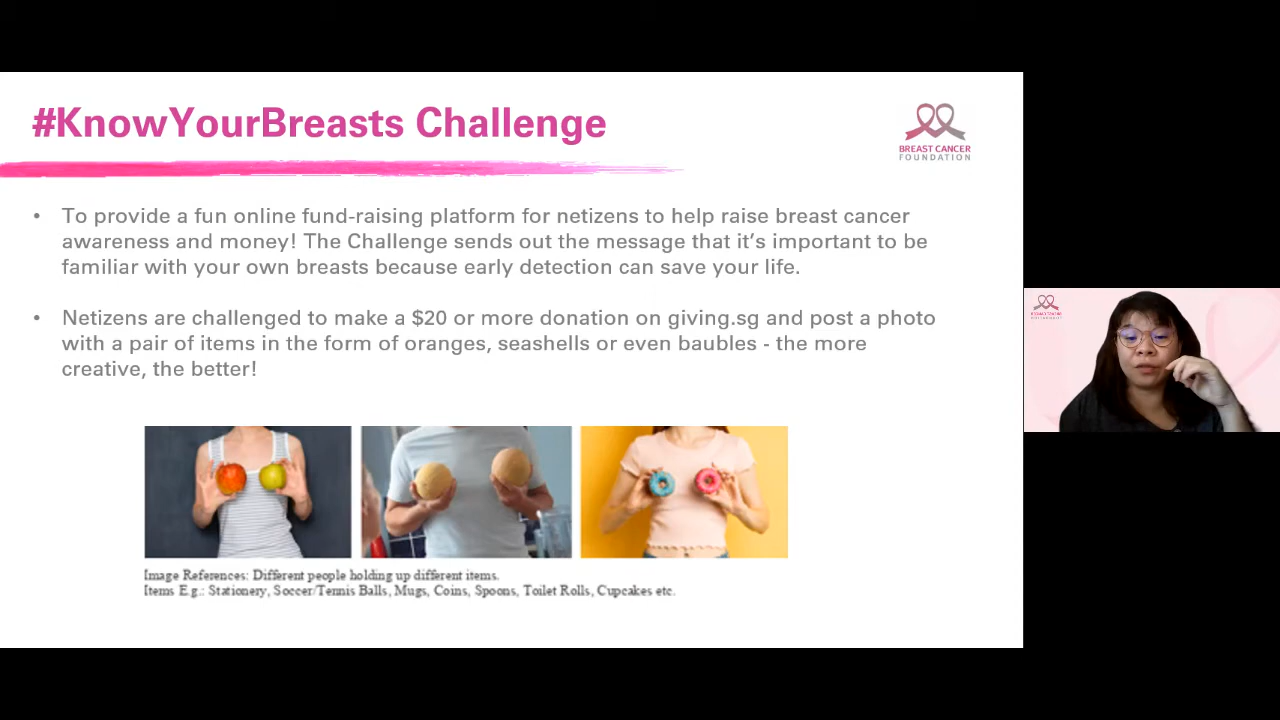 #KnowYourBreasts Challenge
BREAST CANCER
FOUNDATION
• To provide a fun online fund-raising platform for netizens to help raise breast cancer
awareness and money! The Challenge sends out the message that it’s important to be
familiar with your own breasts because early detection can save your life.
• Netizens are challenged to make a $20 or more donation on giving.sg and post a photo
with a pair of items in the form of oranges, seashells or even baubles - the more
creative, the better!
Image References: Different people holding up different items.
Items E.g.: Stationery, Soccer/Tennis Balls, Mugs, Coins, Spoons, Toilet Rolls, Cupcakes etc.